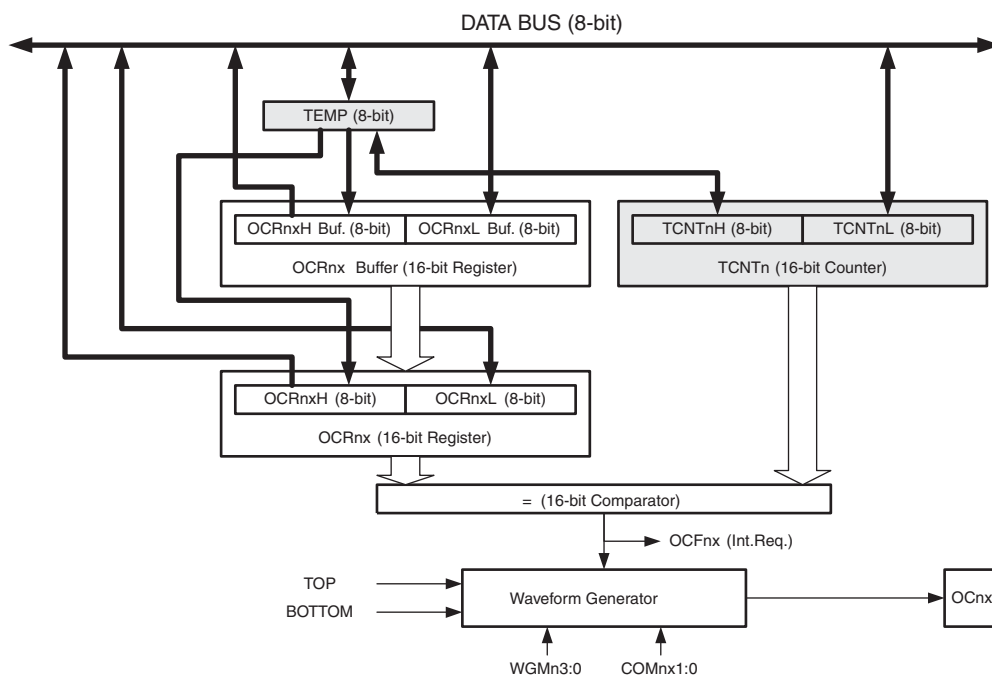 DATA BUS (8-bit)
TEMP (8-bit)
OCRnxH Buf. (8-bit)
OCRnxL Buf. (8-bit)
TCNTnH (8-bit)
TCNTnL (8-bit)
OCRnx Buffer (16-bit Register)
TCNTn (16-bit Counter)
OCRnxH (8-bit)
OCRnxL (8-bit)
OCRnx (16-bit Register)
= (16-bit Comparator)
OCFnx (Int.Req.)
TOP
BOTTOM
Waveform Generator
OCnx
WGMn3:0
COMnx1:0